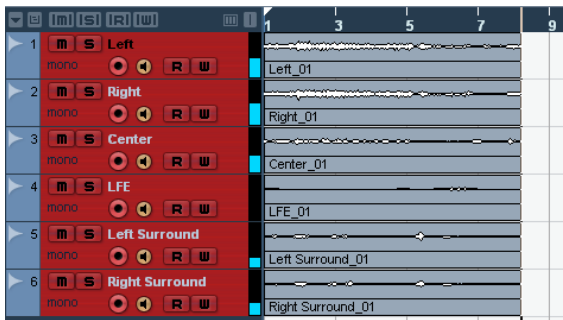 [M] [S] [R] [W] 1 3 5 7 9
1 M S Left
mono R W Left_01
2 M S Right
mono R W Right_01
3 M S Center
mono R W Center_01
4 M S LFE
mono R W LFE_01
5 M S Left Surround
mono R W Left Surround_01
6 M S Right Surround
mono R W Right Surround_01